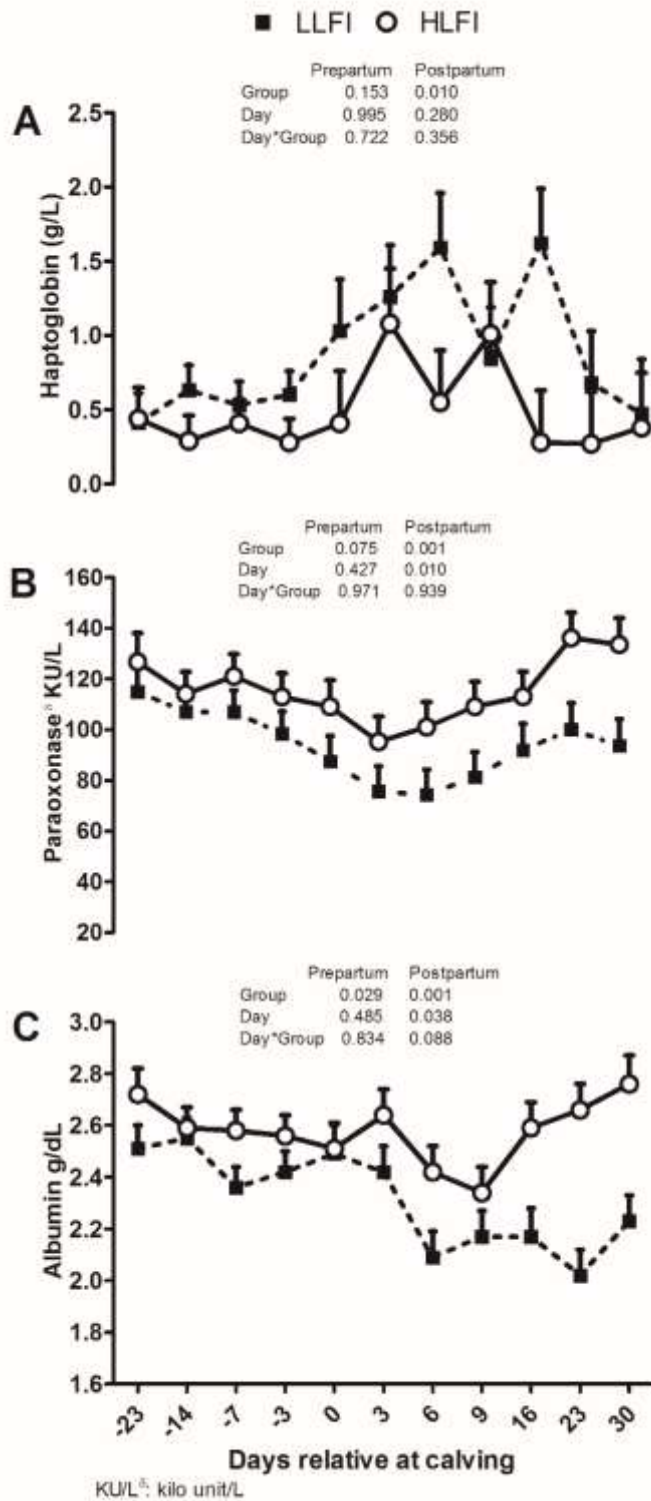 LLFI HLFI
Prepartum Postpartum
Group 0.153 0.010
Day 0.995 0.280
Day*Group 0.722 0.356
A
Haptoglobin (g/L)
2.5
2.0
1.5
1.0
0.5
0.0
Prepartum Postpartum
Group 0.075 0.001
Day 0.427 0.010
Day*Group 0.971 0.939
B
Paraoxonaseᵟ KU/L
160
140
120
100
80
60
40
20
Prepartum Postpartum
Group 0.029 0.001
Day 0.485 0.038
Day*Group 0.834 0.088
C
Albumin g/dL
3.0
2.8
2.6
2.4
2.2
2.0
1.8
1.6
-23 -14 -7 -3 0 3 6 9 16 23 30
Days relative at calving
KU/Lᵟ: kilo unit/L